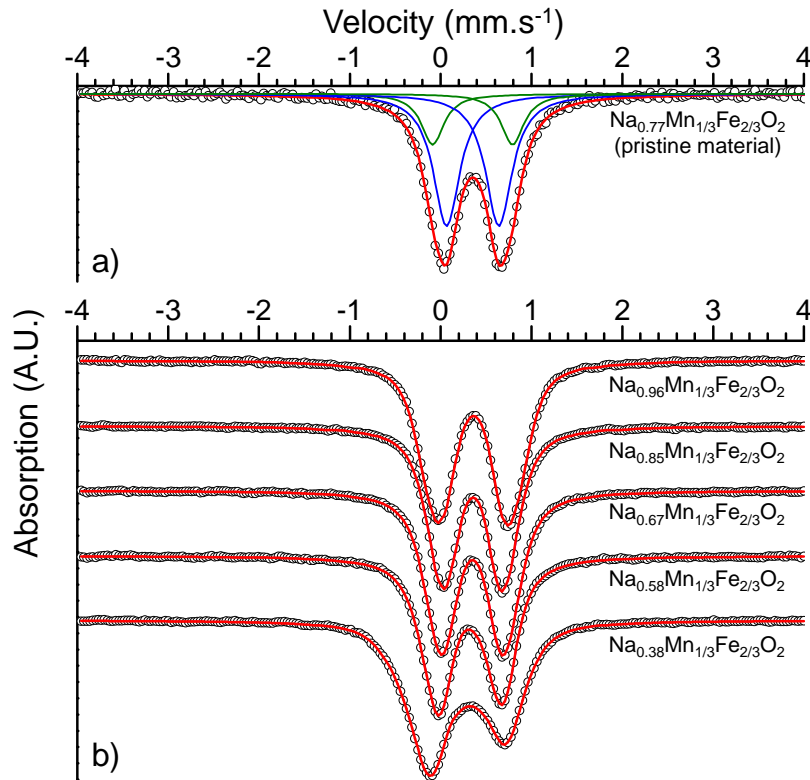 Velocity (mm.s⁻¹)
-4 -3 -2 -1 0 1 2 3 4
Na₀.₇₇Mn₁/₃Fe₂/₃O₂
(pristine material)
a)
-4 -3 -2 -1 0 1 2 3 4
Absorption (A.U.)
Na₀.₉₆Mn₁/₃Fe₂/₃O₂
Na₀.₈₅Mn₁/₃Fe₂/₃O₂
Na₀.₆₇Mn₁/₃Fe₂/₃O₂
Na₀.₅₈Mn₁/₃Fe₂/₃O₂
Na₀.₃₈Mn₁/₃Fe₂/₃O₂
b)